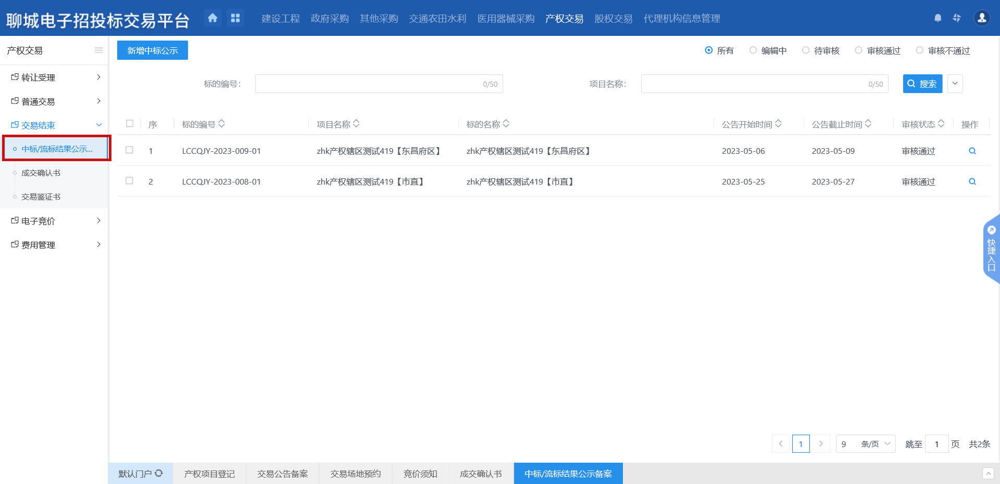 聊城电子招投标交易平台 建设工程 政府采购 其他采购 交通农田水利 医用器械采购 产权交易 股权交易 代理机构信息管理
产权交易
转让受理
普通交易
交易结束
中标/流标结果公示...
成交确认书
交易鉴证书
电子竞价
费用管理
新增中标公示 所有 编辑中 待审核 审核通过 审核不通过
标的编号： 0/50 项目名称： 0/50 搜索
序 标的编号 项目名称 标的名称 公告开始时间 公告截止时间 审核状态 操作
1 LCCQJY-2023-009-01 zhk产权辖区测试419【东昌府区】 zhk产权辖区测试419【东昌府区】 2023-05-06 2023-05-09 审核通过
2 LCCQJY-2023-008-01 zhk产权辖区测试419【市直】 zhk产权辖区测试419【市直】 2023-05-25 2023-05-27 审核通过
快捷入口
1 9 条/页 跳至 1 页 共2条
默认门户 产权项目登记 交易公告备案 交易场地预约 竞价须知 成交确认书 中标/流标结果公示备案